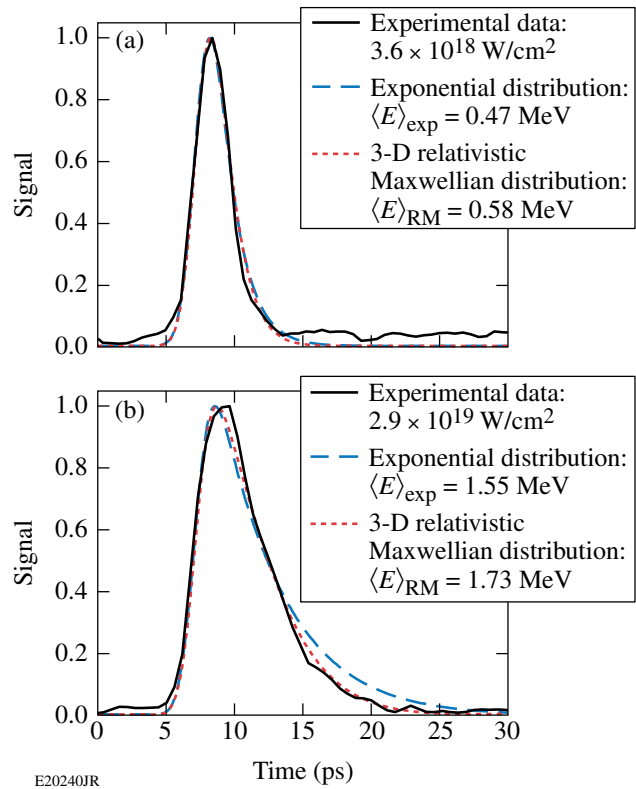 (a)
Experimental data:
3.6 × 10¹⁸ W/cm²
Exponential distribution:
⟨E⟩exp = 0.47 MeV
3-D relativistic
Maxwellian distribution:
⟨E⟩RM = 0.58 MeV
Signal
1.0
0.8
0.6
0.4
0.2
0.0
(b)
Experimental data:
2.9 × 10¹⁹ W/cm²
Exponential distribution:
⟨E⟩exp = 1.55 MeV
3-D relativistic
Maxwellian distribution:
⟨E⟩RM = 1.73 MeV
Signal
1.0
0.8
0.6
0.4
0.2
0.0
0 5 10 15 20 25 30
Time (ps)
E20240JR